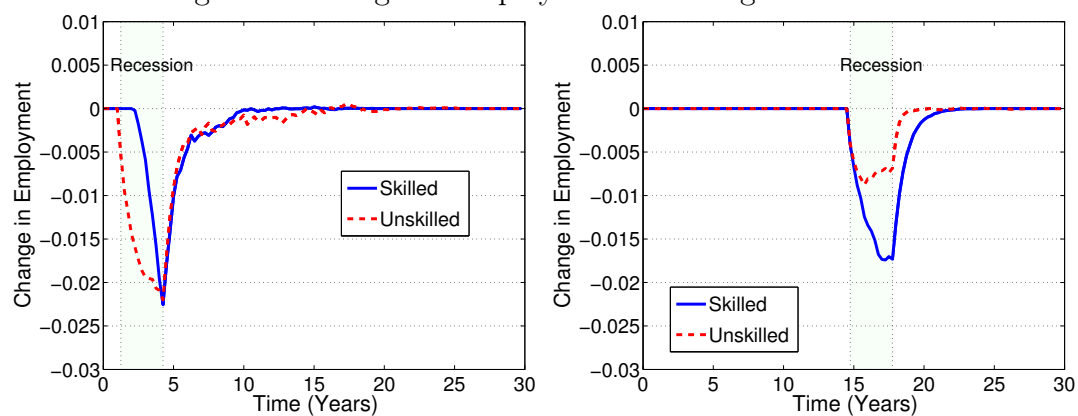 0.01
0.005
0
−0.005
−0.01
−0.015
−0.02
−0.025
−0.03
Change in Employment
Recession
Skilled
Unskilled
0 5 10 15 20 25 30
Time (Years)
0.01
0.005
0
−0.005
−0.01
−0.015
−0.02
−0.025
−0.03
Change in Employment
Recession
Skilled
Unskilled
0 5 10 15 20 25 30
Time (Years)